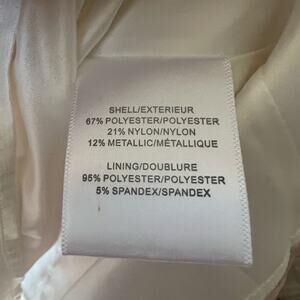 SHELL/EXTERIEUR
67% POLYESTER/POLYESTER
21% NYLON/NYLON
12% METALLIC/MÉTALLIQUE
LINING/DOUBLURE
95% POLYESTER/POLYESTER
5% SPANDEX/SPANDEX